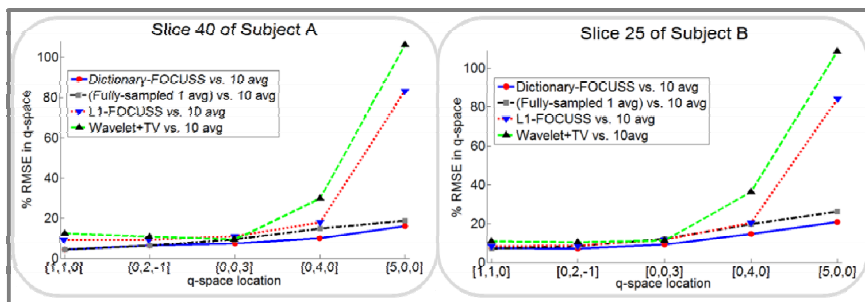 Slice 40 of Subject A
100
80
60
40
20
0
% RMSE in q-space
Dictionary-FOCUSS vs. 10 avg
(Fully-sampled 1 avg) vs. 10 avg
L1-FOCUSS vs. 10 avg
Wavelet+TV vs. 10 avg
[1,1,0] [0,2,-1] [0,0,3] [0,4,0] [5,0,0]
q-space location
Slice 25 of Subject B
100
80
60
40
20
0
% RMSE in q-space
Dictionary-FOCUSS vs. 10 avg
(Fully-sampled 1 avg) vs. 10 avg
L1-FOCUSS vs. 10 avg
Wavelet+TV vs. 10avg
[1,1,0] [0,2,-1] [0,0,3] [0,4,0] [5,0,0]
q-space location